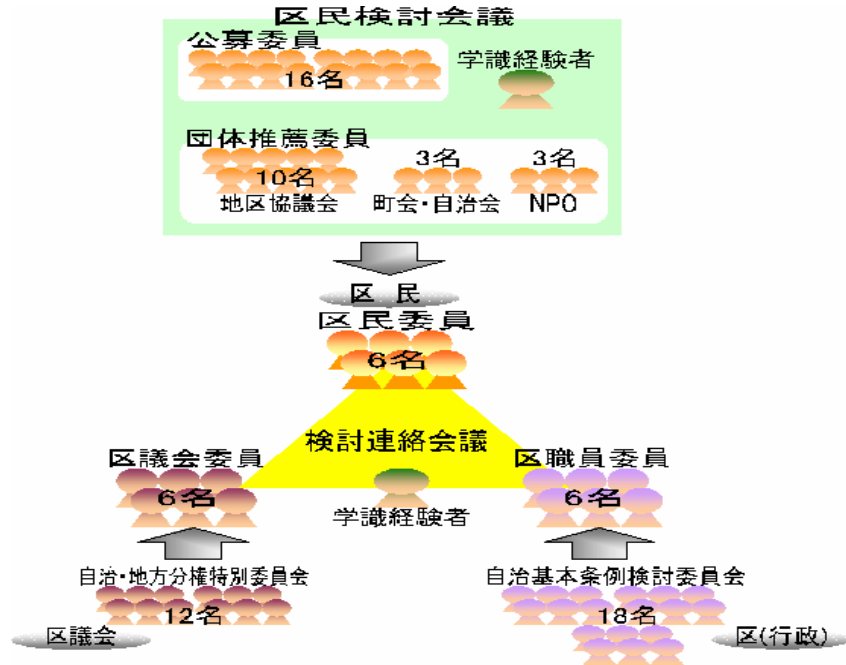 区民検討会議
公募委員
16名
学識経験者
団体推薦委員
10名
地区協議会
3名
町会・自治会
3名
NPO
区 民
区民委員
6名
検討連絡会議
学識経験者
区議会委員
6名
区職員委員
6名
自治・地方分権特別委員会
12名
区議会
自治基本条例検討委員会
18名
区(行政)